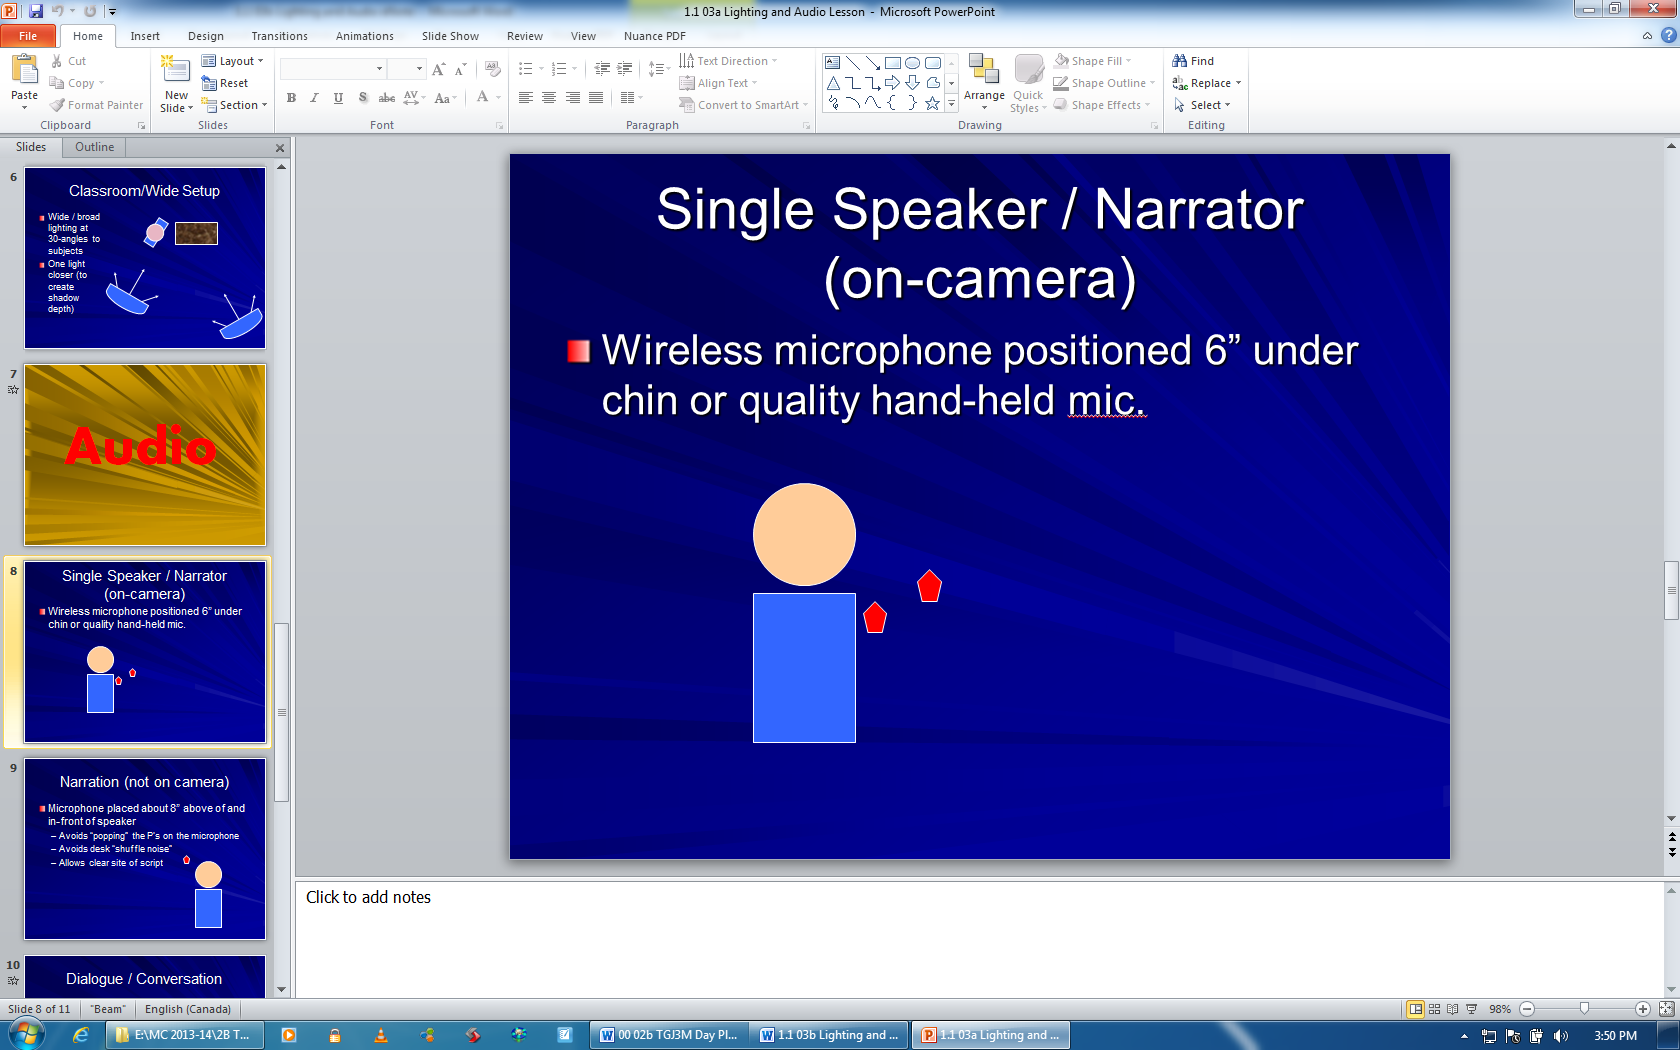 1.1 03a Lighting and Audio Lesson - Microsoft PowerPoint
File Home Insert Design Transitions Animations Slide Show Review View Nuance PDF
Paste
Cut
Copy
Format Painter
Clipboard
New
Slide
Layout
Reset
Section
Slides
B I U S abc AV Aa A
Font
Text Direction
Align Text
Convert to SmartArt
Paragraph
Arrange
Quick
Styles
Shape Fill
Shape Outline
Shape Effects
Drawing
Find
Replace
Select
Editing
Slides Outline
6
Classroom/Wide Setup
Wide / broad
lighting at
30-angles to
subjects
One light
closer (to
create
shadow
depth)
7
Audio
8
Single Speaker / Narrator
(on-camera)
Wireless microphone positioned 6” under
chin or quality hand-held mic.
9
Narration (not on camera)
Microphone placed about 8” above of and
in-front of speaker
– Avoids “popping” the P’s on the microphone
– Avoids desk “shuffle noise”
– Allows clear site of script
10
Dialogue / Conversation
Single Speaker / Narrator
(on-camera)
Wireless microphone positioned 6” under
chin or quality hand-held mic.
Click to add notes
Slide 8 of 11 "Beam" English (Canada) 98%
E:\MC 2013-14\2B T... 00 02b TGJ3M Day Pl... 1.1 03b Lighting and ... 1.1 03a Lighting and ... 3:50 PM